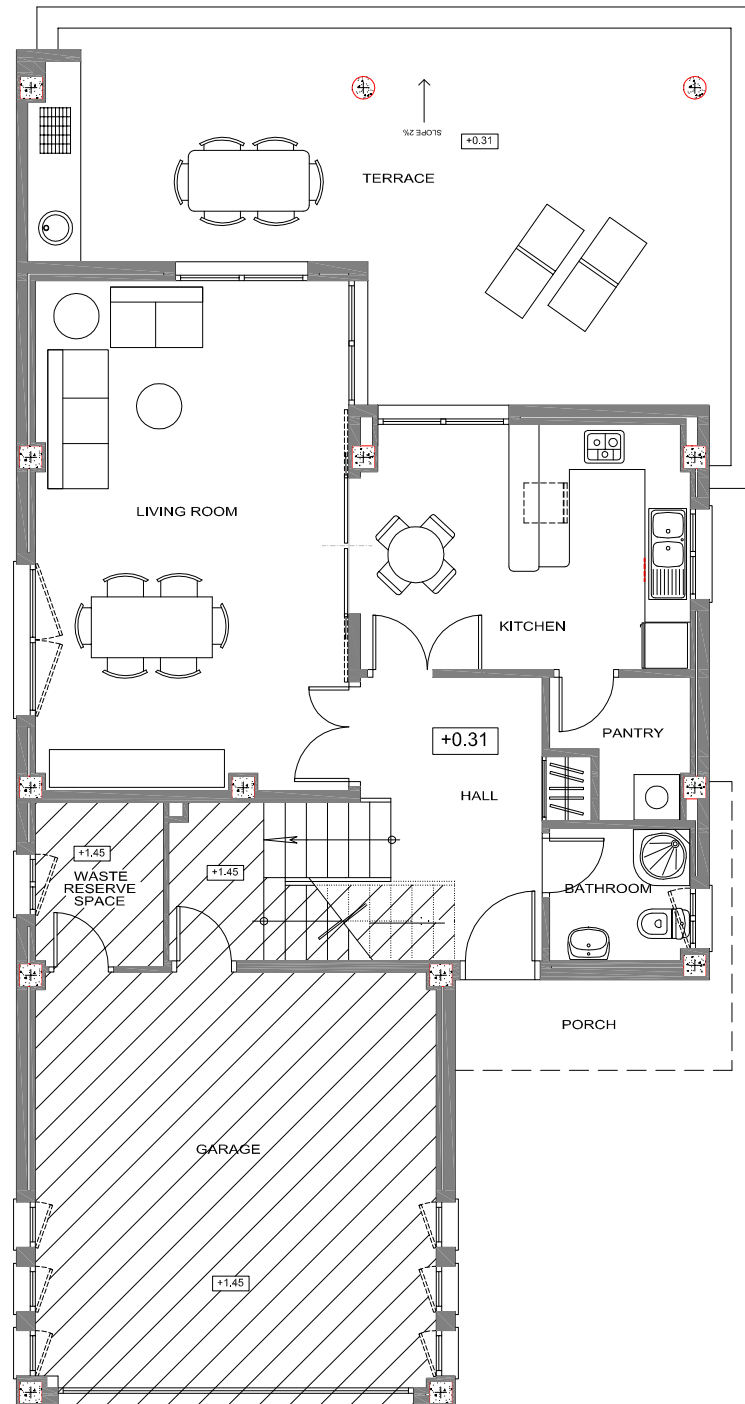 SLOPE 2%
+0.31
TERRACE
LIVING ROOM
KITCHEN
PANTRY
+0.31
HALL
+1.45
WASTE
RESERVE
SPACE
+1.45
BATHROOM
PORCH
GARAGE
+1.45